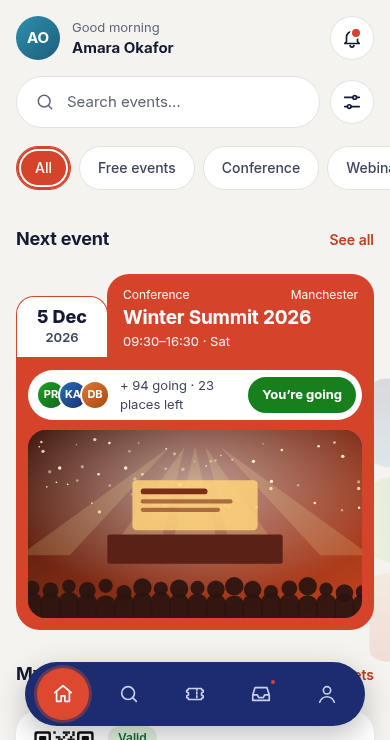 AO
Good morning
Amara Okafor
Search events…
All
Free events
Conference
Webina
Next event
See all
5 Dec
2026
Conference
Manchester
Winter Summit 2026
09:30–16:30 · Sat
PR
KA
DB
+ 94 going · 23
places left
You're going
My
ets
Valid